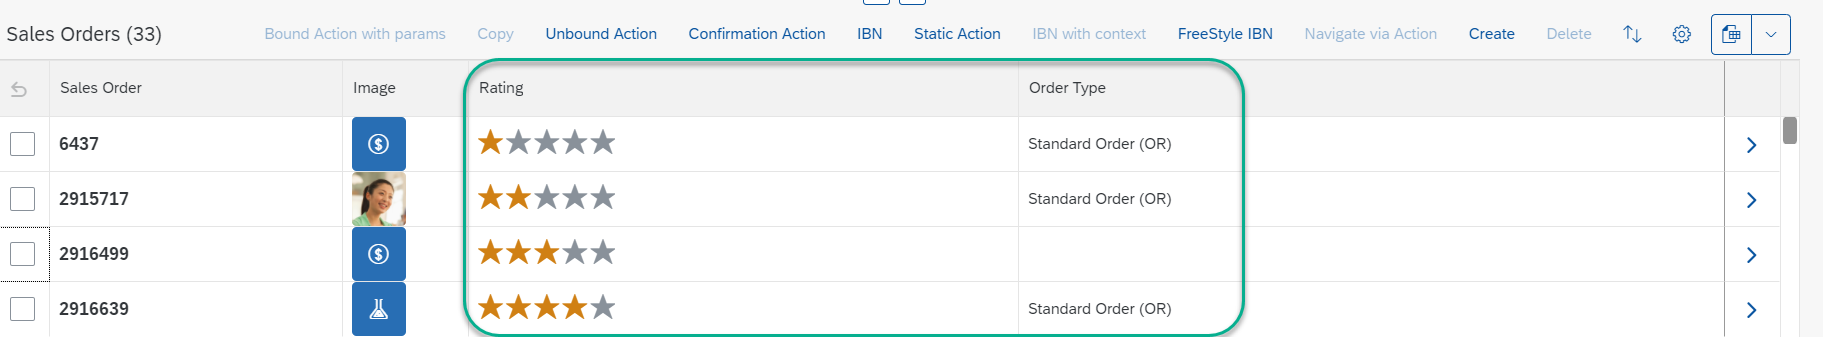 Sales Orders (33) Bound Action with params Copy Unbound Action Confirmation Action IBN Static Action IBN with context FreeStyle IBN Navigate via Action Create Delete
Sales Order Image Rating Order Type
6437 $ Standard Order (OR)
2915717 Standard Order (OR)
2916499 $
2916639 Standard Order (OR)